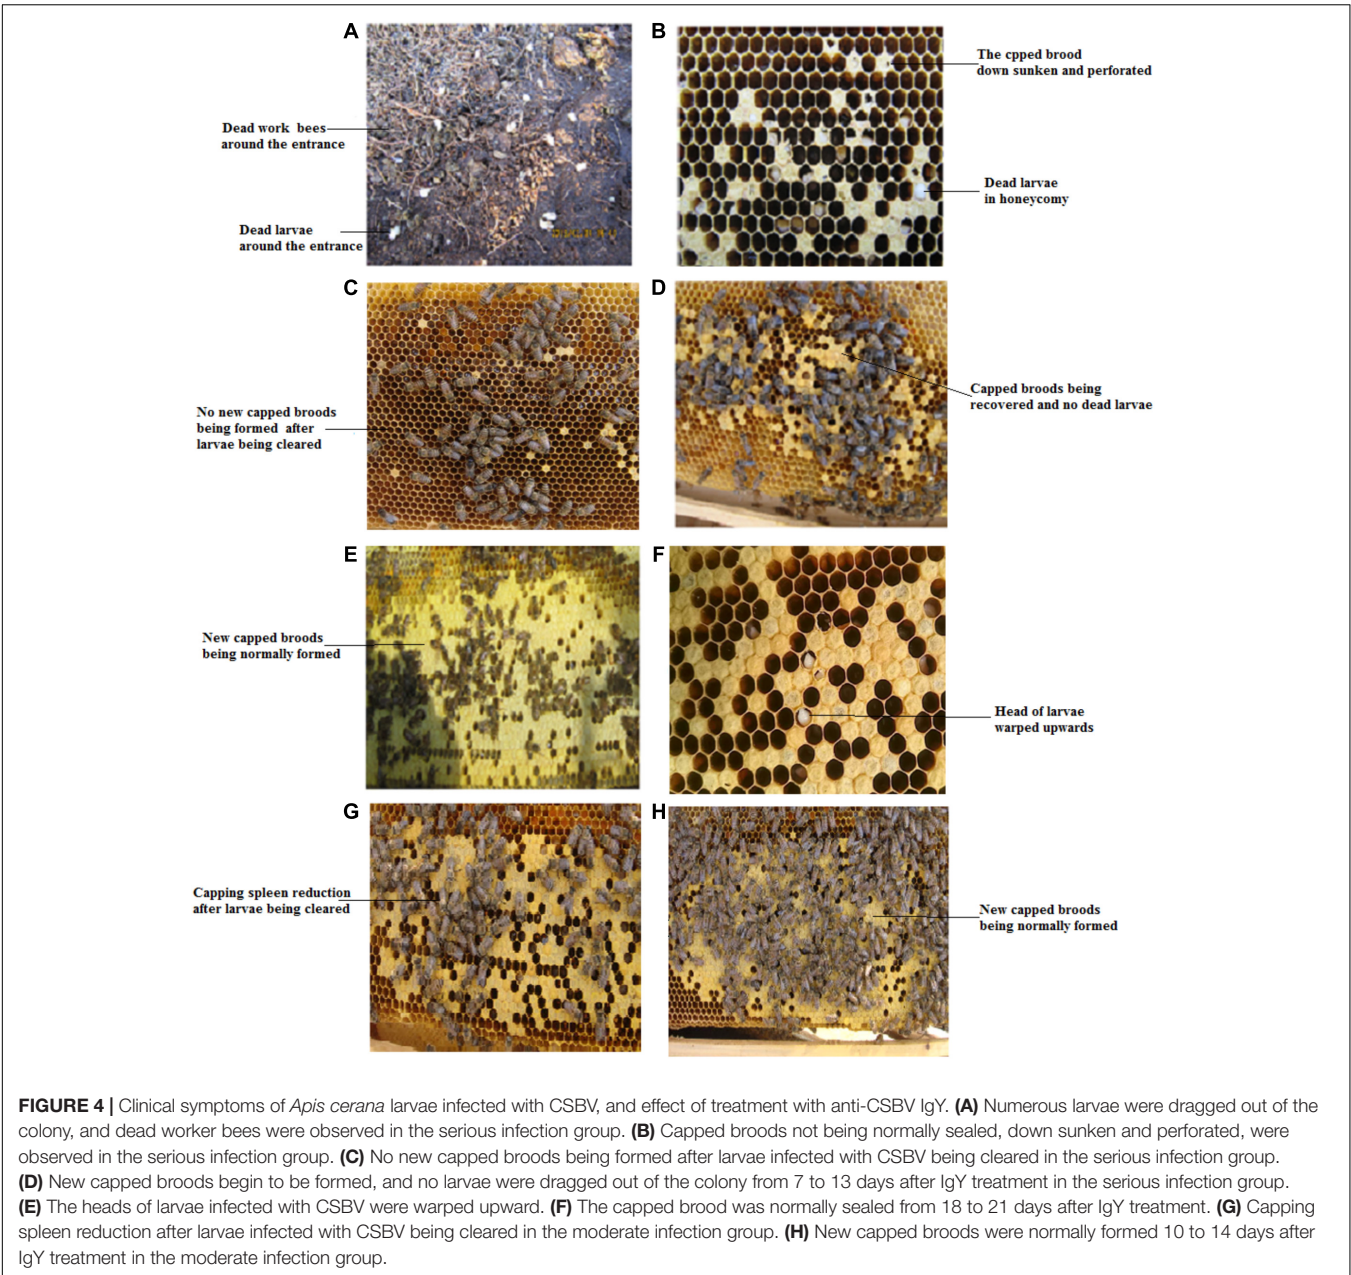 A
B
The cpped brood
down sunken and perforated
Dead work bees
around the entrance
Dead larvae
in honeycomy
Dead larvae
around the entrance
C
D
Capped broods being
recovered and no dead larvae
No new capped broods
being formed after
larvae being cleared
E
F
New capped broods
being normally formed
Head of larvae
warped upwards
G
H
Capping spleen reduction
after larvae being cleared
New capped broods
being normally formed
FIGURE 4 | Clinical symptoms of Apis cerana larvae infected with CSBV, and effect of treatment with anti-CSBV IgY. (A) Numerous larvae were dragged out of the
colony, and dead worker bees were observed in the serious infection group. (B) Capped broods not being normally sealed, down sunken and perforated, were
observed in the serious infection group. (C) No new capped broods being formed after larvae infected with CSBV being cleared in the serious infection group.
(D) New capped broods begin to be formed, and no larvae were dragged out of the colony from 7 to 13 days after IgY treatment in the serious infection group.
(E) The heads of larvae infected with CSBV were warped upward. (F) The capped brood was normally sealed from 18 to 21 days after IgY treatment. (G) Capping
spleen reduction after larvae infected with CSBV being cleared in the moderate infection group. (H) New capped broods were normally formed 10 to 14 days after
IgY treatment in the moderate infection group.